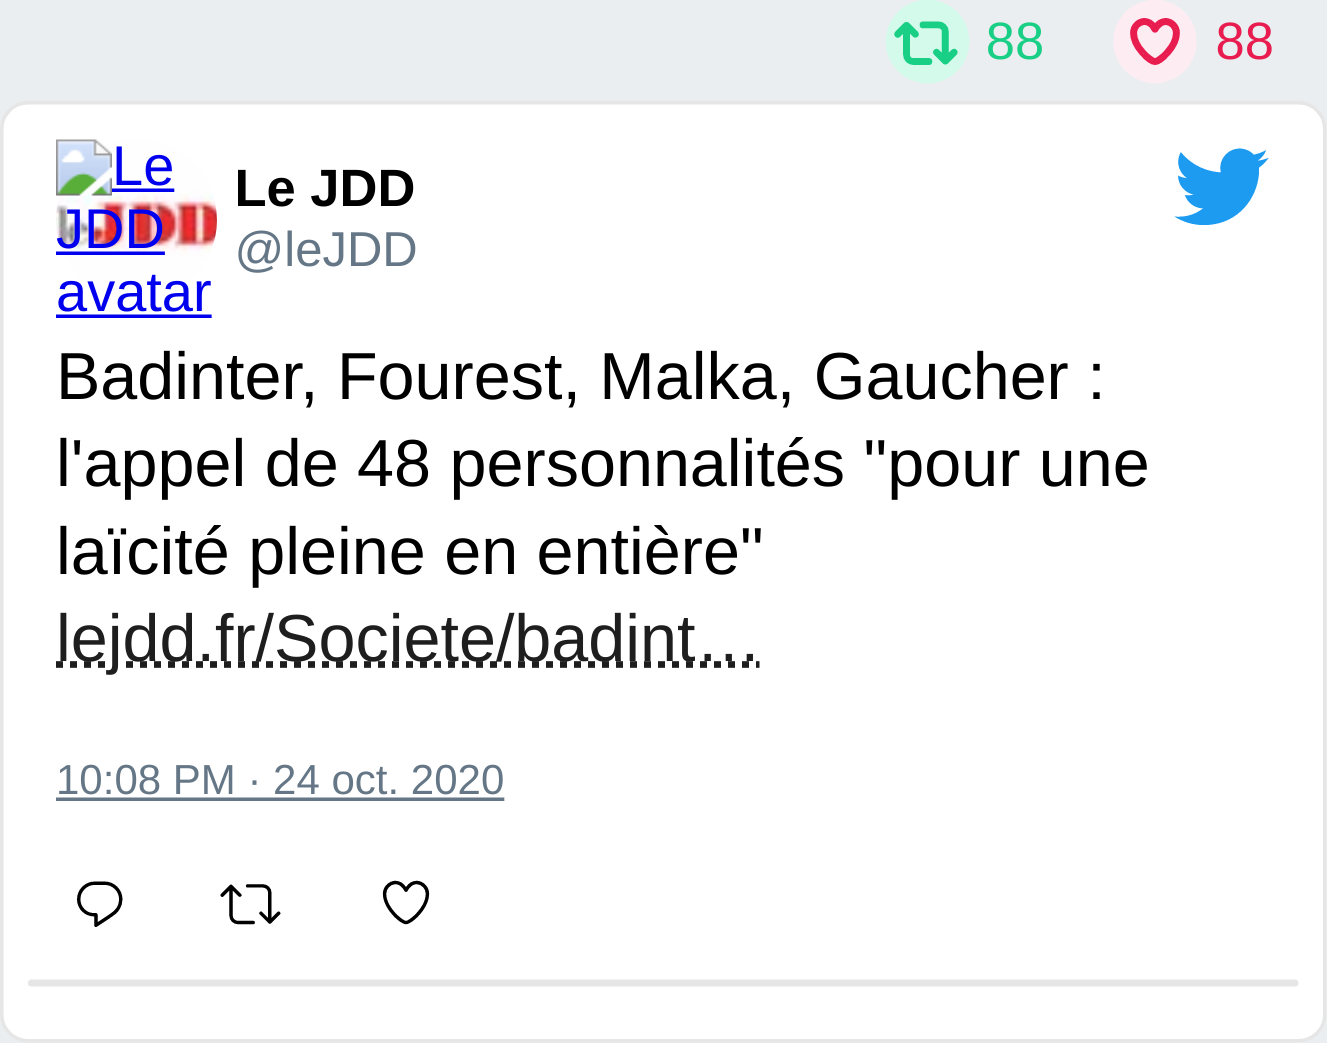 88 88
Le
JDD
avatar
Le JDD
@leJDD
Badinter, Fourest, Malka, Gaucher :
l'appel de 48 personnalités "pour une
laïcité pleine en entière"
lejdd.fr/Societe/badint…
10:08 PM · 24 oct. 2020